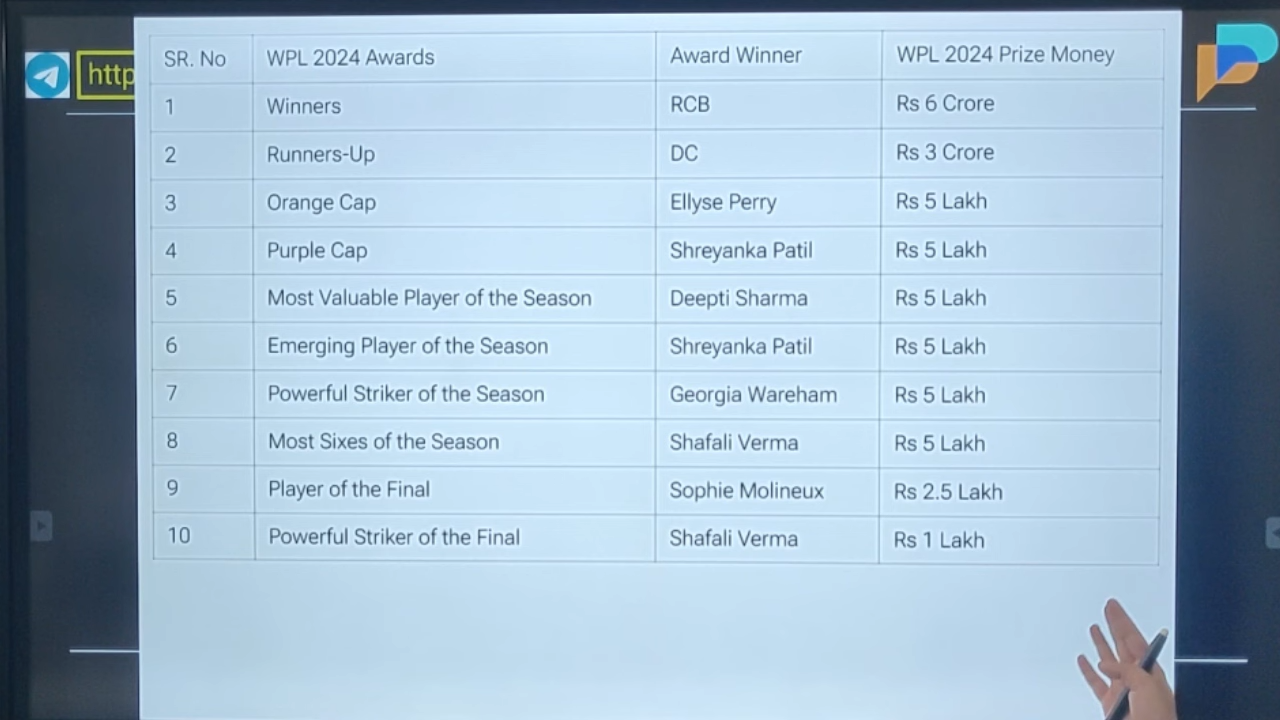 http
SR. No WPL 2024 Awards Award Winner WPL 2024 Prize Money
1 Winners RCB Rs 6 Crore
2 Runners-Up DC Rs 3 Crore
3 Orange Cap Ellyse Perry Rs 5 Lakh
4 Purple Cap Shreyanka Patil Rs 5 Lakh
5 Most Valuable Player of the Season Deepti Sharma Rs 5 Lakh
6 Emerging Player of the Season Shreyanka Patil Rs 5 Lakh
7 Powerful Striker of the Season Georgia Wareham Rs 5 Lakh
8 Most Sixes of the Season Shafali Verma Rs 5 Lakh
9 Player of the Final Sophie Molineux Rs 2.5 Lakh
10 Powerful Striker of the Final Shafali Verma Rs 1 Lakh